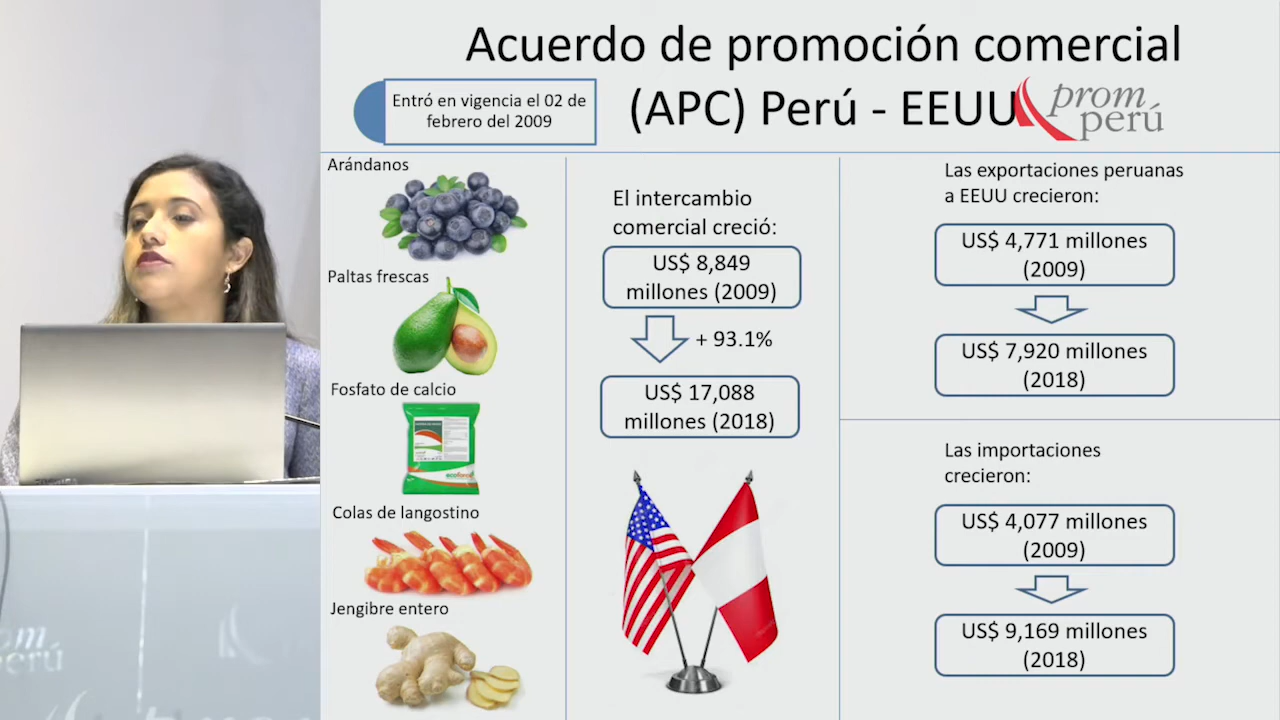 Acuerdo de promoción comercial
(APC) Perú - EEUU
prom
perú
Entró en vigencia el 02 de
febrero del 2009
Arándanos
Paltas frescas
Fosfato de calcio
Colas de langostino
Jengibre entero
El intercambio
comercial creció:
US$ 8,849
millones (2009)
+ 93.1%
US$ 17,088
millones (2018)
Las exportaciones peruanas
a EEUU crecieron:
US$ 4,771 millones
(2009)
US$ 7,920 millones
(2018)
Las importaciones
crecieron:
US$ 4,077 millones
(2009)
US$ 9,169 millones
(2018)
prom
perú